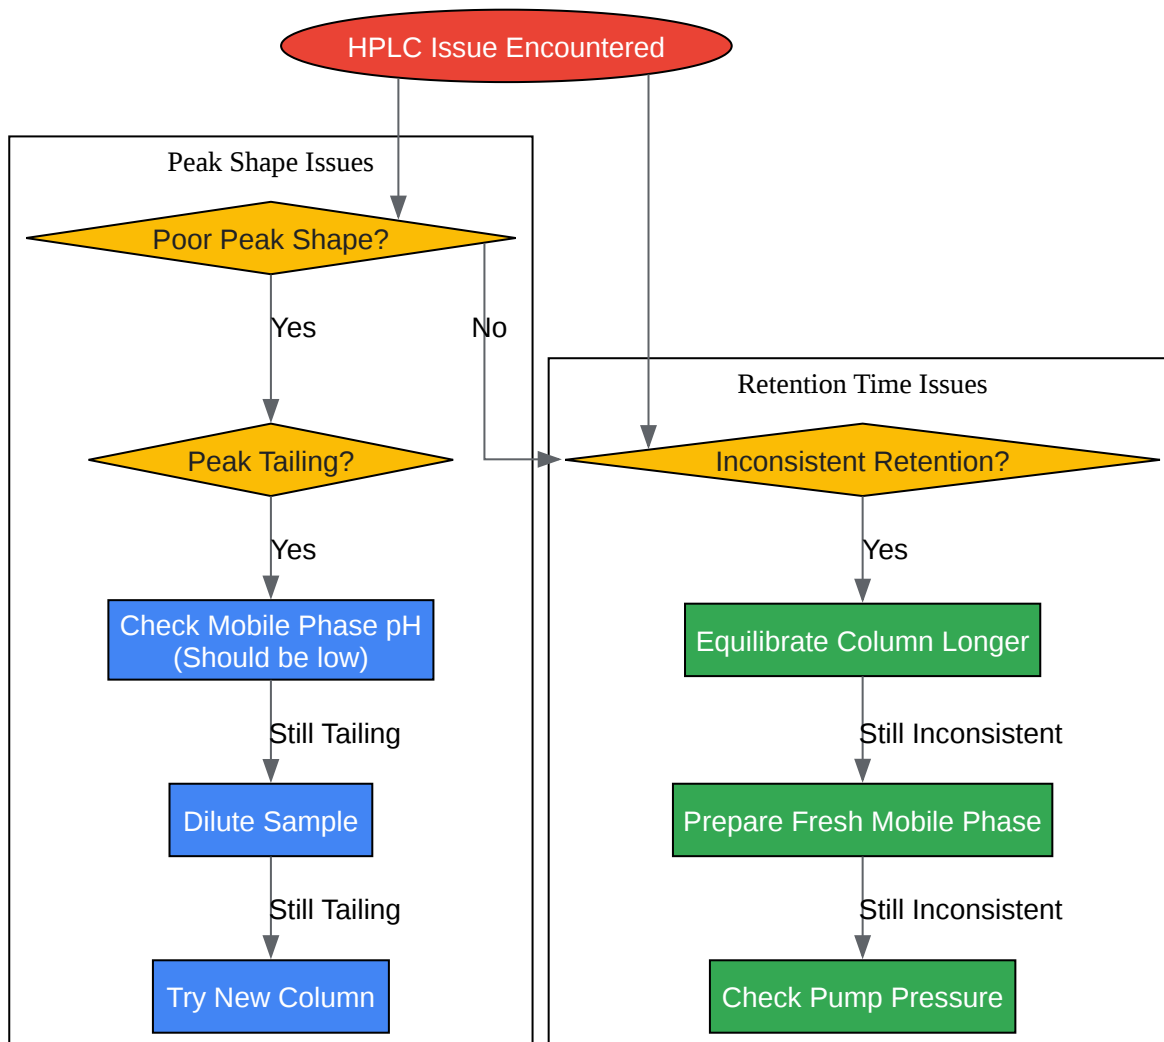 HPLC Issue Encountered
Peak Shape Issues
Poor Peak Shape?
Yes
No
Peak Tailing?
Yes
Check Mobile Phase pH
(Should be low)
Still Tailing
Dilute Sample
Still Tailing
Try New Column
Retention Time Issues
Inconsistent Retention?
Yes
Equilibrate Column Longer
Still Inconsistent
Prepare Fresh Mobile Phase
Still Inconsistent
Check Pump Pressure